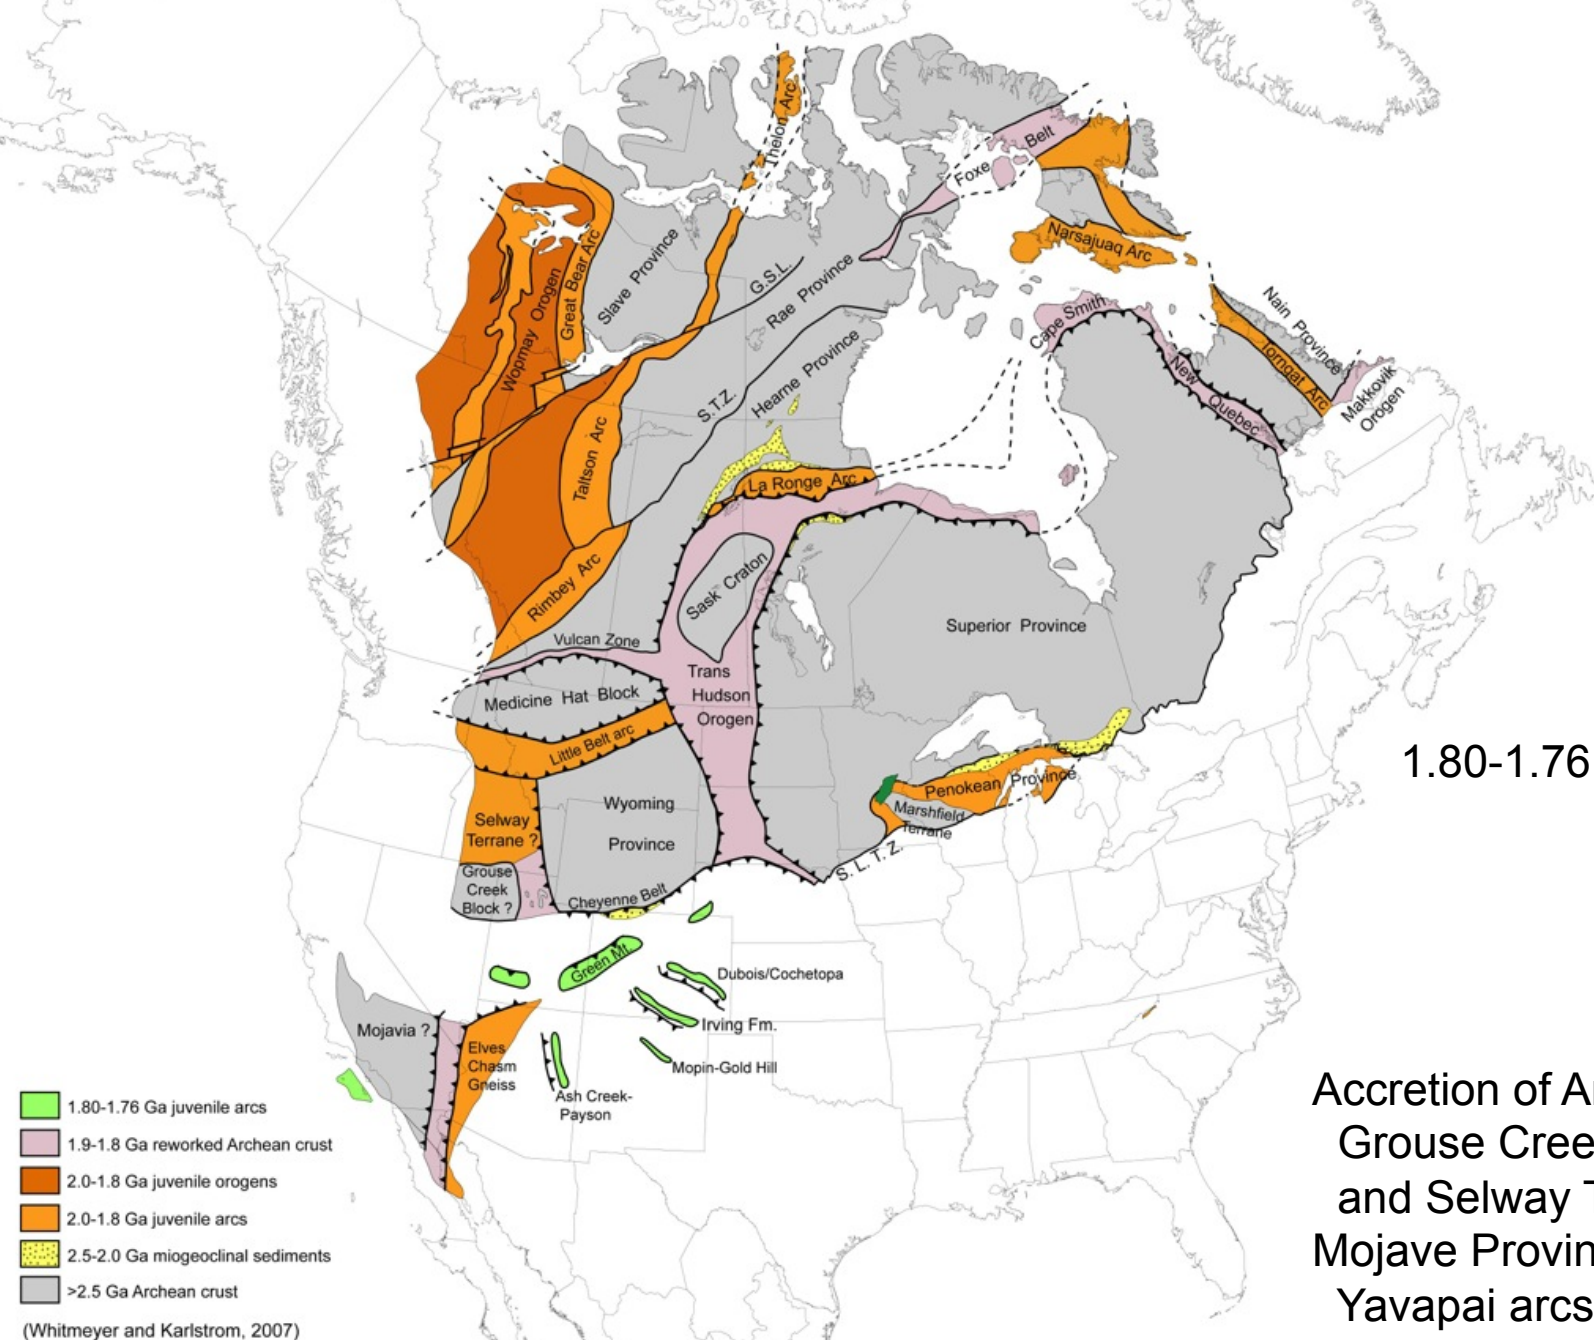 Thelon Arc
Foxe Belt
Narsajuaq Arc
Great Bear Arc
Slave Province
Wopmay Orogen
G.S.L.
Rae Province
Cape Smith
Nain Province
Torngat Arc
New Quebec
Makkovik
Orogen
S.T.Z.
Hearne Province
Taltson Arc
La Ronge Arc
Sask Craton
Rimbey Arc
Superior Province
Vulcan Zone
Trans
Hudson
Orogen
Medicine Hat Block
Little Belt arc
1.80-1.76
Penokean Province
Marshfield
Terrane
Wyoming
Province
Selway
Terrane ?
S.L.T.Z.
Grouse
Creek
Block ?
Cheyenne Belt
Green Mt.
Dubois/Cochetopa
Mojavia ?
Irving Fm.
Elves
Chasm
Gneiss
Mopin-Gold Hill
Ash Creek-
Payson
1.80-1.76 Ga juvenile arcs
1.9-1.8 Ga reworked Archean crust
2.0-1.8 Ga juvenile orogens
2.0-1.8 Ga juvenile arcs
2.5-2.0 Ga miogeoclinal sediments
>2.5 Ga Archean crust
(Whitmeyer and Karlstrom, 2007)
Accretion of
Grouse
and Selway
Mojave
Yavapai arcs